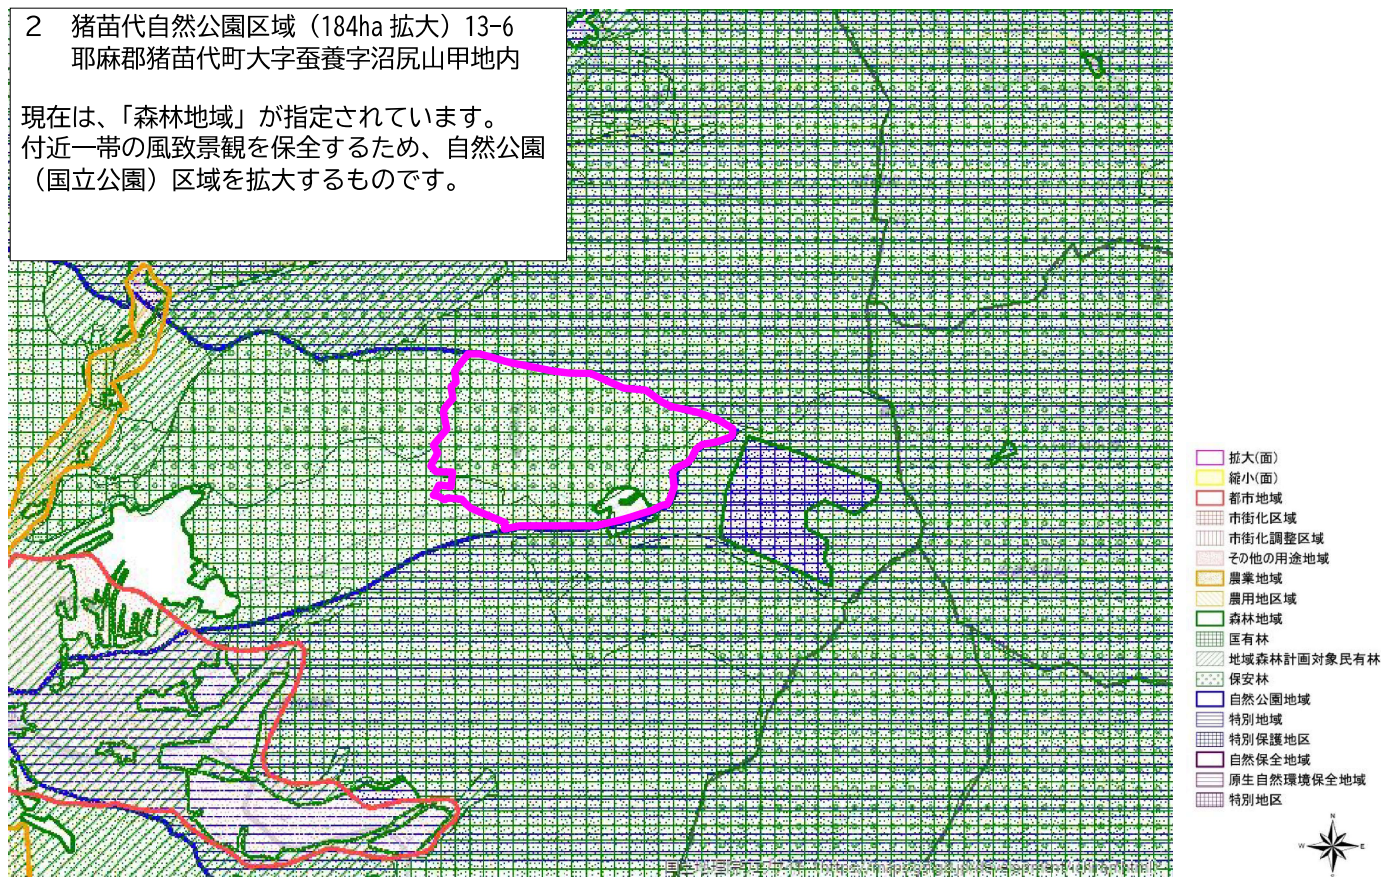 2 猪苗代自然公園区域（184ha 拡大）13-6
耶麻郡猪苗代町大字蚕養字沼尻山甲地内
現在は、「森林地域」が指定されています。
付近一帯の風致景観を保全するため、自然公園
（国立公園）区域を拡大するものです。
拡大(面)
縮小(面)
都市地域
市街化区域
市街化調整区域
その他の用途地域
農業地域
農用地区域
森林地域
国有林
地域森林計画対象民有林
保安林
自然公園地域
特別地域
特別保護地区
自然保全地域
原生自然環境保全地域
特別地区
N
W
E
S